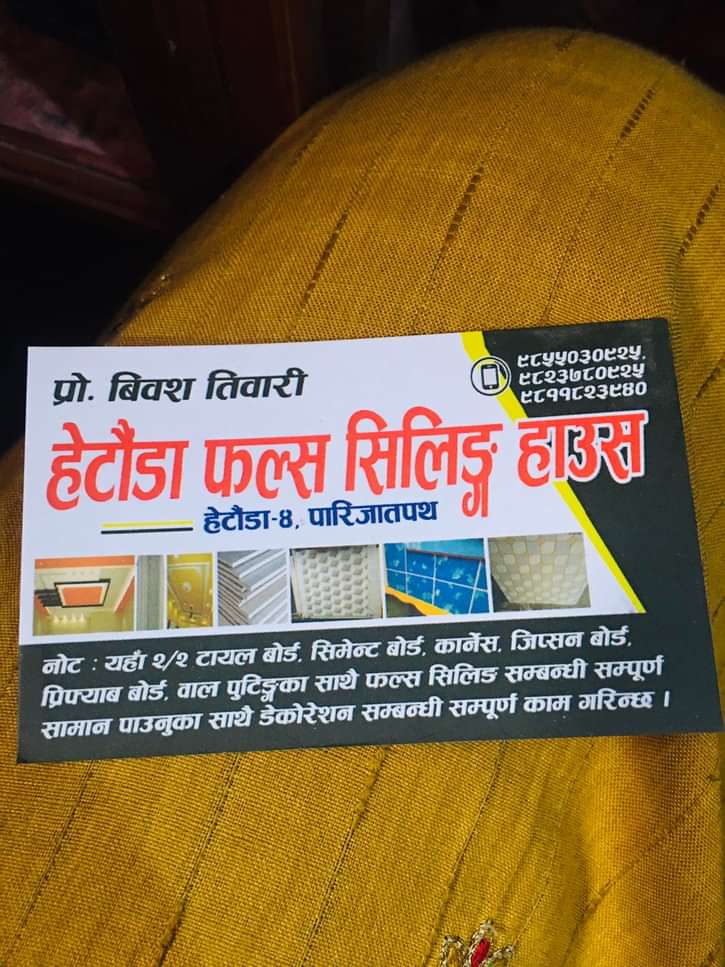 प्रो. बिवश तिवारी
९८५५०३०९२५,
९८२३७८०९२५
९८११८२३९४०
हेटौंडा फल्स सिलिङ्ग हाउस
हेटौंडा-४, पारिजातपथ
नोट : यहाँ २/२ टायल बोर्ड, सिमेन्ट बोर्ड, कार्नेस, जिप्सन बोर्ड,
प्रिफ्याब बोर्ड, वाल पुटिङ्गका साथै फल्स सिलिङ सम्बन्धी सम्पूर्ण
सामान पाउनुका साथै डेकोरेशन सम्बन्धी सम्पूर्ण काम गरिन्छ ।